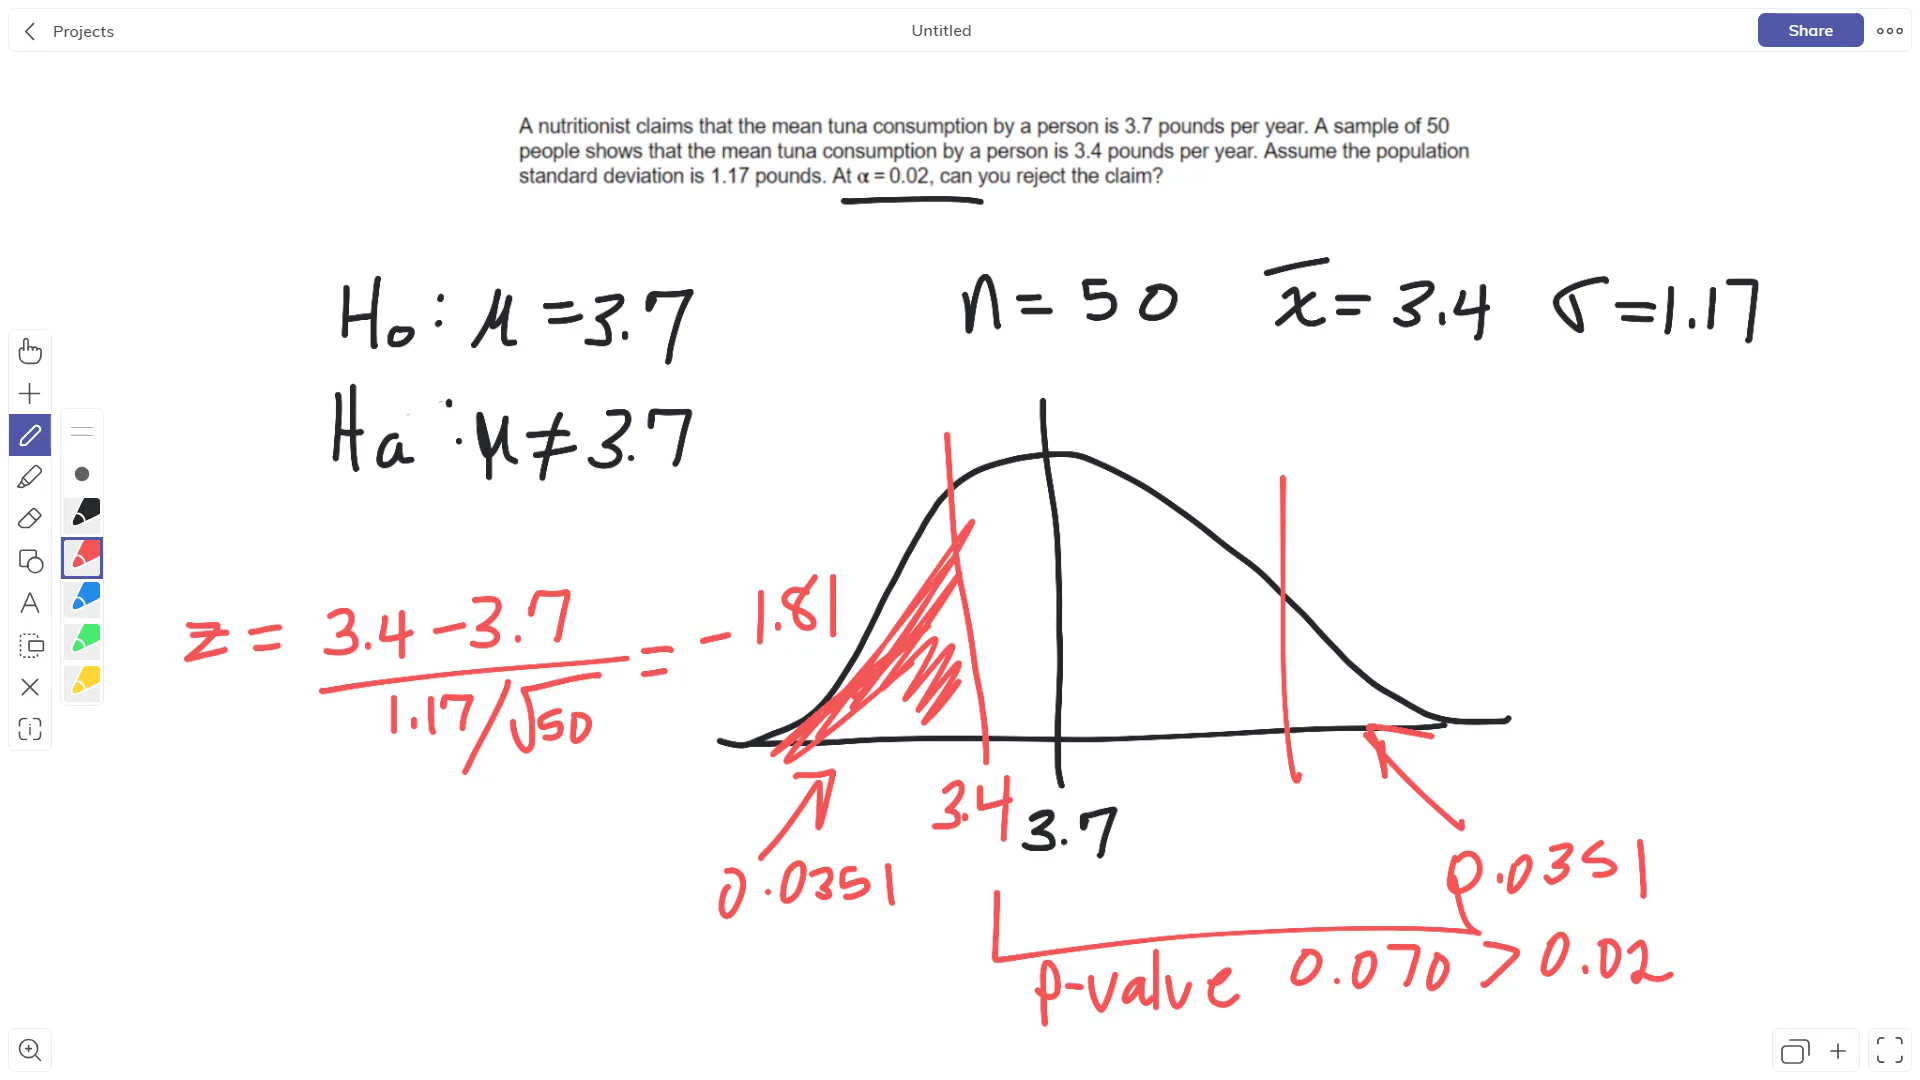 Projects
Untitled
Share
A nutritionist claims that the mean tuna consumption by a person is 3.7 pounds per year. A sample of 50
people shows that the mean tuna consumption by a person is 3.4 pounds per year. Assume the population
standard deviation is 1.17 pounds. At α = 0.02, can you reject the claim?
H₀: μ = 3.7
n = 50
x̄ = 3.4
σ = 1.17
Ha: μ ≠ 3.7
z = (3.4 - 3.7) / (1.17/√50) = -1.81
3.4
3.7
0.0351
0.0351
p-value 0.070 > 0.02